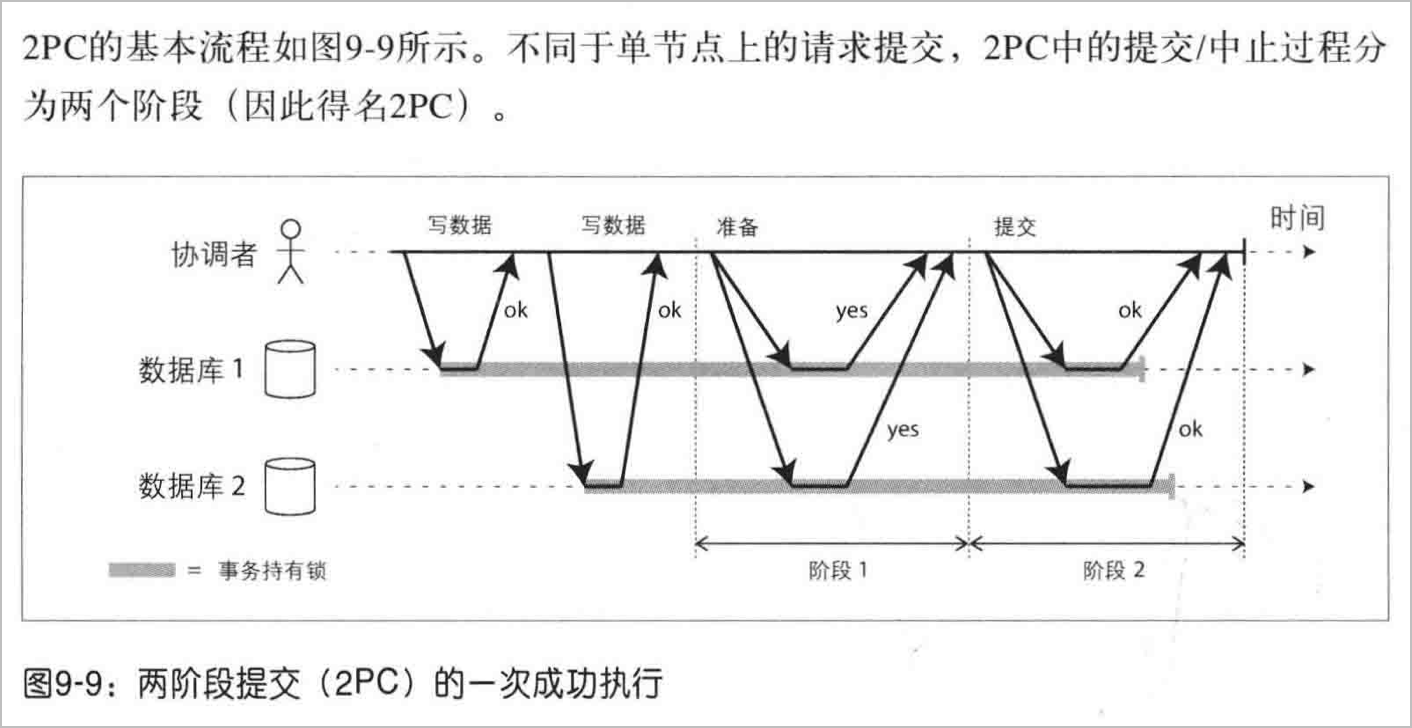 2PC的基本流程如图9-9所示。不同于单节点上的请求提交，2PC中的提交/中止过程分
为两个阶段（因此得名2PC）。
写数据 写数据 准备 提交 时间
协调者
ok ok yes ok
数据库 1
yes ok
数据库 2
= 事务持有锁 阶段 1 阶段 2
图9-9：两阶段提交（2PC）的一次成功执行